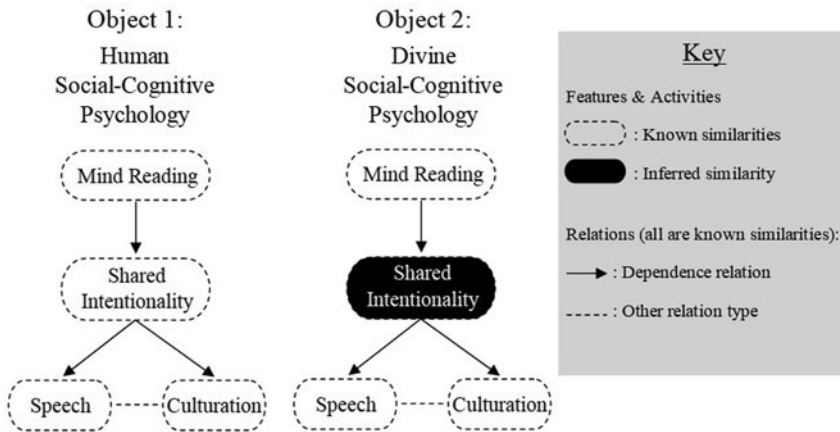 Object 1:
Human
Social-Cognitive
Psychology
Mind Reading
Shared
Intentionality
Speech
Culturation
Object 2:
Divine
Social-Cognitive
Psychology
Mind Reading
Shared
Intentionality
Speech
Culturation
Key
Features & Activities
: Known similarities
: Inferred similarity
Relations (all are known similarities):
: Dependence relation
: Other relation type